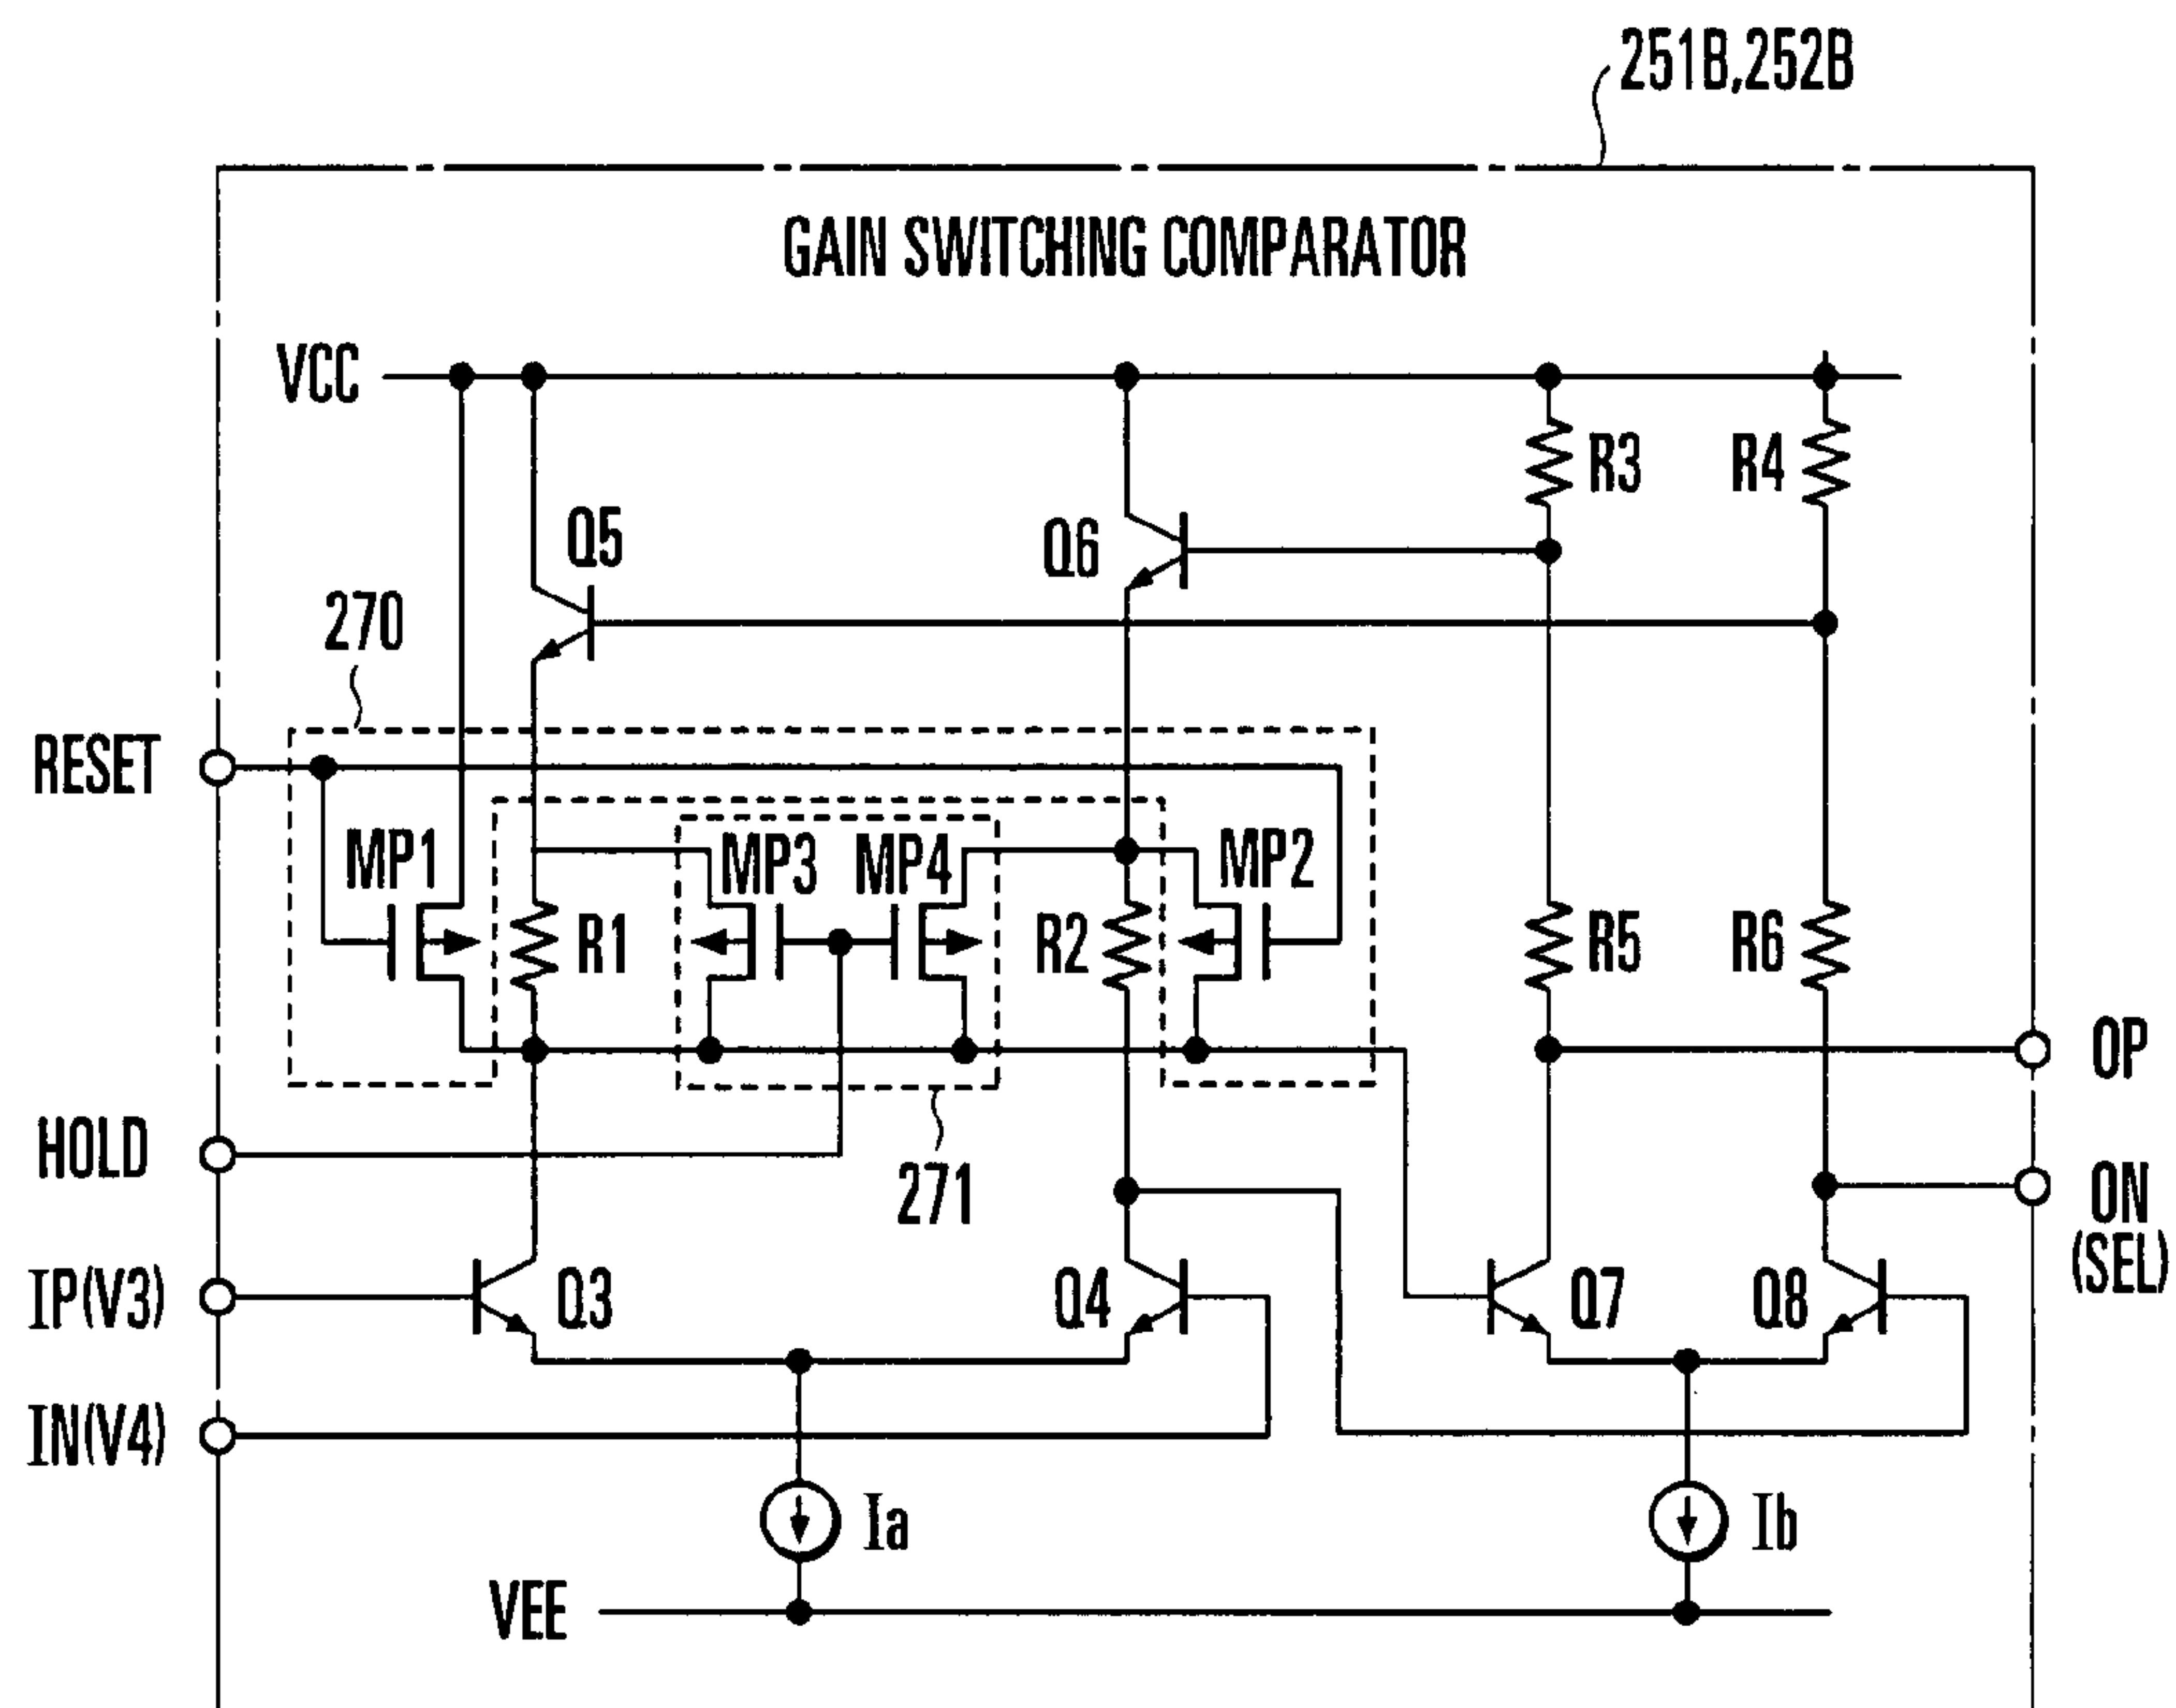 251B,252B
GAIN SWITCHING COMPARATOR
VCC
R3
R4
Q5
Q6
270
RESET
MP1
MP3
MP4
MP2
R1
R2
R5
R6
OP
HOLD
271
ON
(SEL)
IP(V3)
Q3
Q4
Q7
Q8
IN(V4)
Ia
Ib
VEE